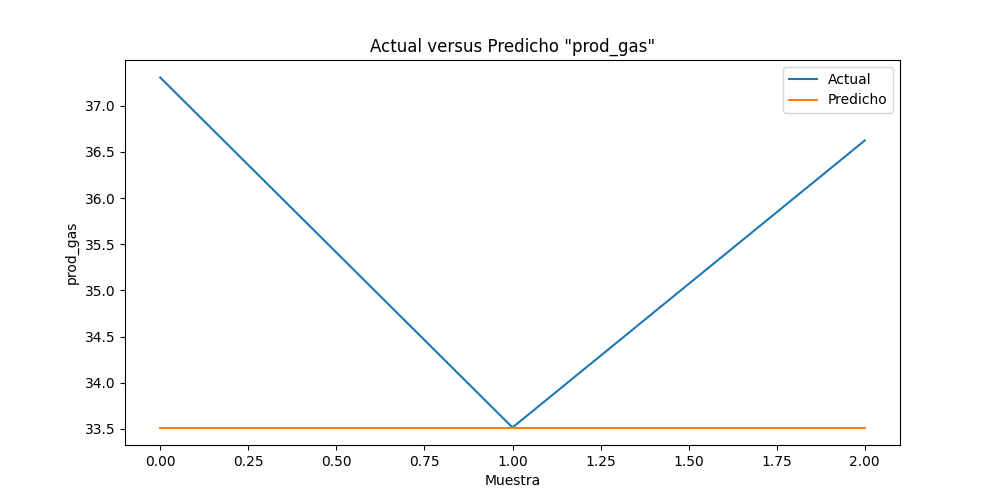 Actual versus Predicho "prod_gas"
Actual
Predicho
37.0
36.5
36.0
35.5
35.0
34.5
34.0
33.5
prod_gas
0.00 0.25 0.50 0.75 1.00 1.25 1.50 1.75 2.00
Muestra